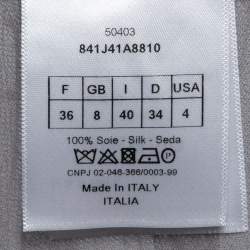 50403
841J41A8810
F GB I D USA
36 8 40 34 4
100% Soie - Silk - Seda
CNPJ 02-046-366/0003-99
Made In ITALY
ITALIA